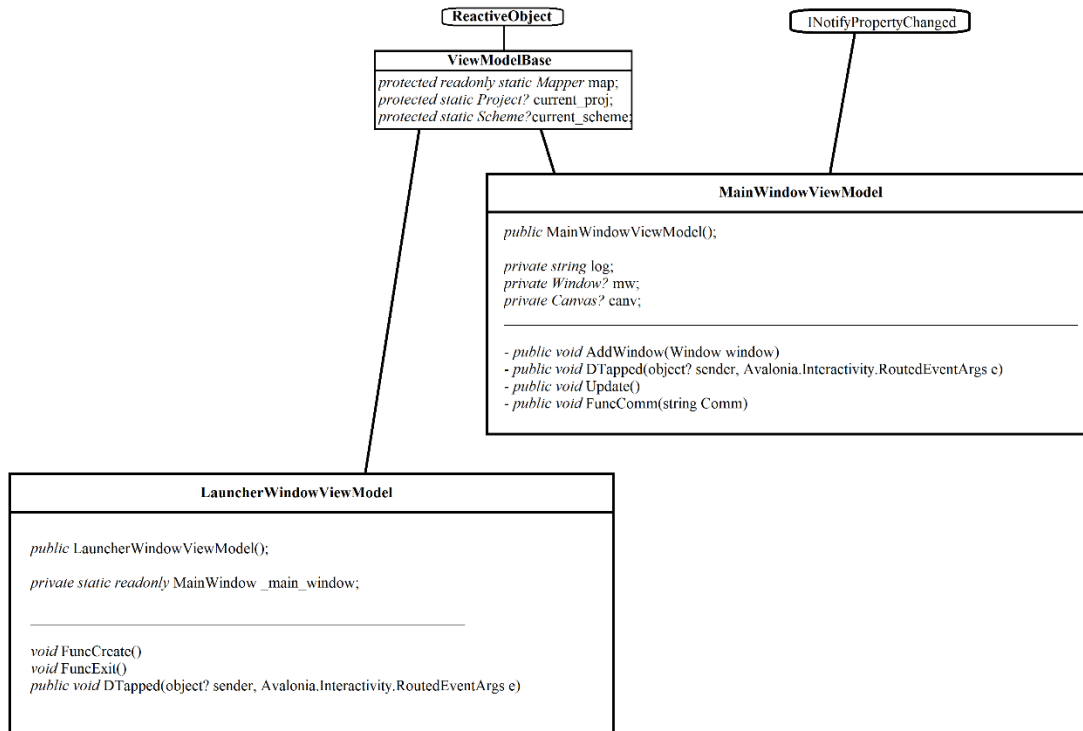 ReactiveObject
INotifyPropertyChanged
ViewModelBase
protected readonly static Mapper map;
protected static Project? current_proj;
protected static Scheme?current_scheme;
MainWindowViewModel
public MainWindowViewModel();
private string log;
private Window? mw;
private Canvas? canv;
- public void AddWindow(Window window)
- public void DTapped(object? sender, Avalonia.Interactivity.RoutedEventArgs e)
- public void Update()
- public void FuncComm(string Comm)
LauncherWindowViewModel
public LauncherWindowViewModel();
private static readonly MainWindow _main_window;
void FuncCreate()
void FuncExit()
public void DTapped(object? sender, Avalonia.Interactivity.RoutedEventArgs e)